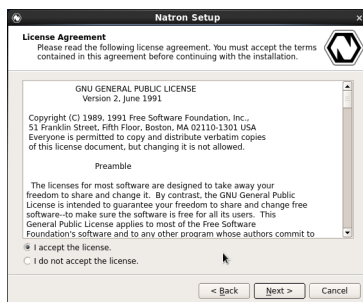 Natron Setup
License Agreement
Please read the following license agreement. You must accept the terms
contained in this agreement before continuing with the installation.
GNU GENERAL PUBLIC LICENSE
Version 2, June 1991
Copyright (C) 1989, 1991 Free Software Foundation, Inc.,
51 Franklin Street, Fifth Floor, Boston, MA 02110-1301 USA
Everyone is permitted to copy and distribute verbatim copies
of this license document, but changing it is not allowed.
Preamble
The licenses for most software are designed to take away your
freedom to share and change it. By contrast, the GNU General Public
License is intended to guarantee your freedom to share and change free
software--to make sure the software is free for all its users. This
General Public License applies to most of the Free Software
Foundation's software and to any other program whose authors commit to
I accept the license.
I do not accept the license.
< Back
Next >
Cancel